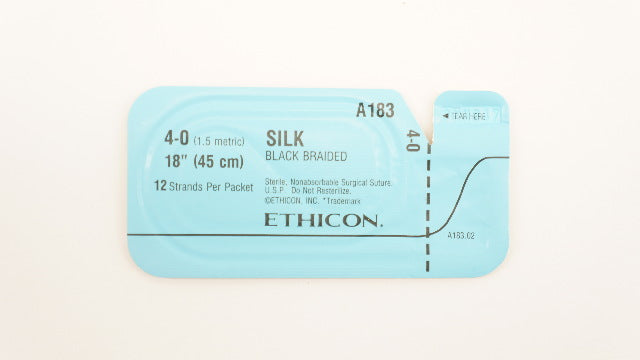 A183
TEAR HERE
4-0 (1.5 metric)
18" (45 cm)
12 Strands Per Packet
SILK
BLACK BRAIDED
Sterile, Nonabsorbable Surgical Suture,
U.S.P. Do Not Resterilize.
©ETHICON, INC. *Trademark
ETHICON.
4-0
A183.02